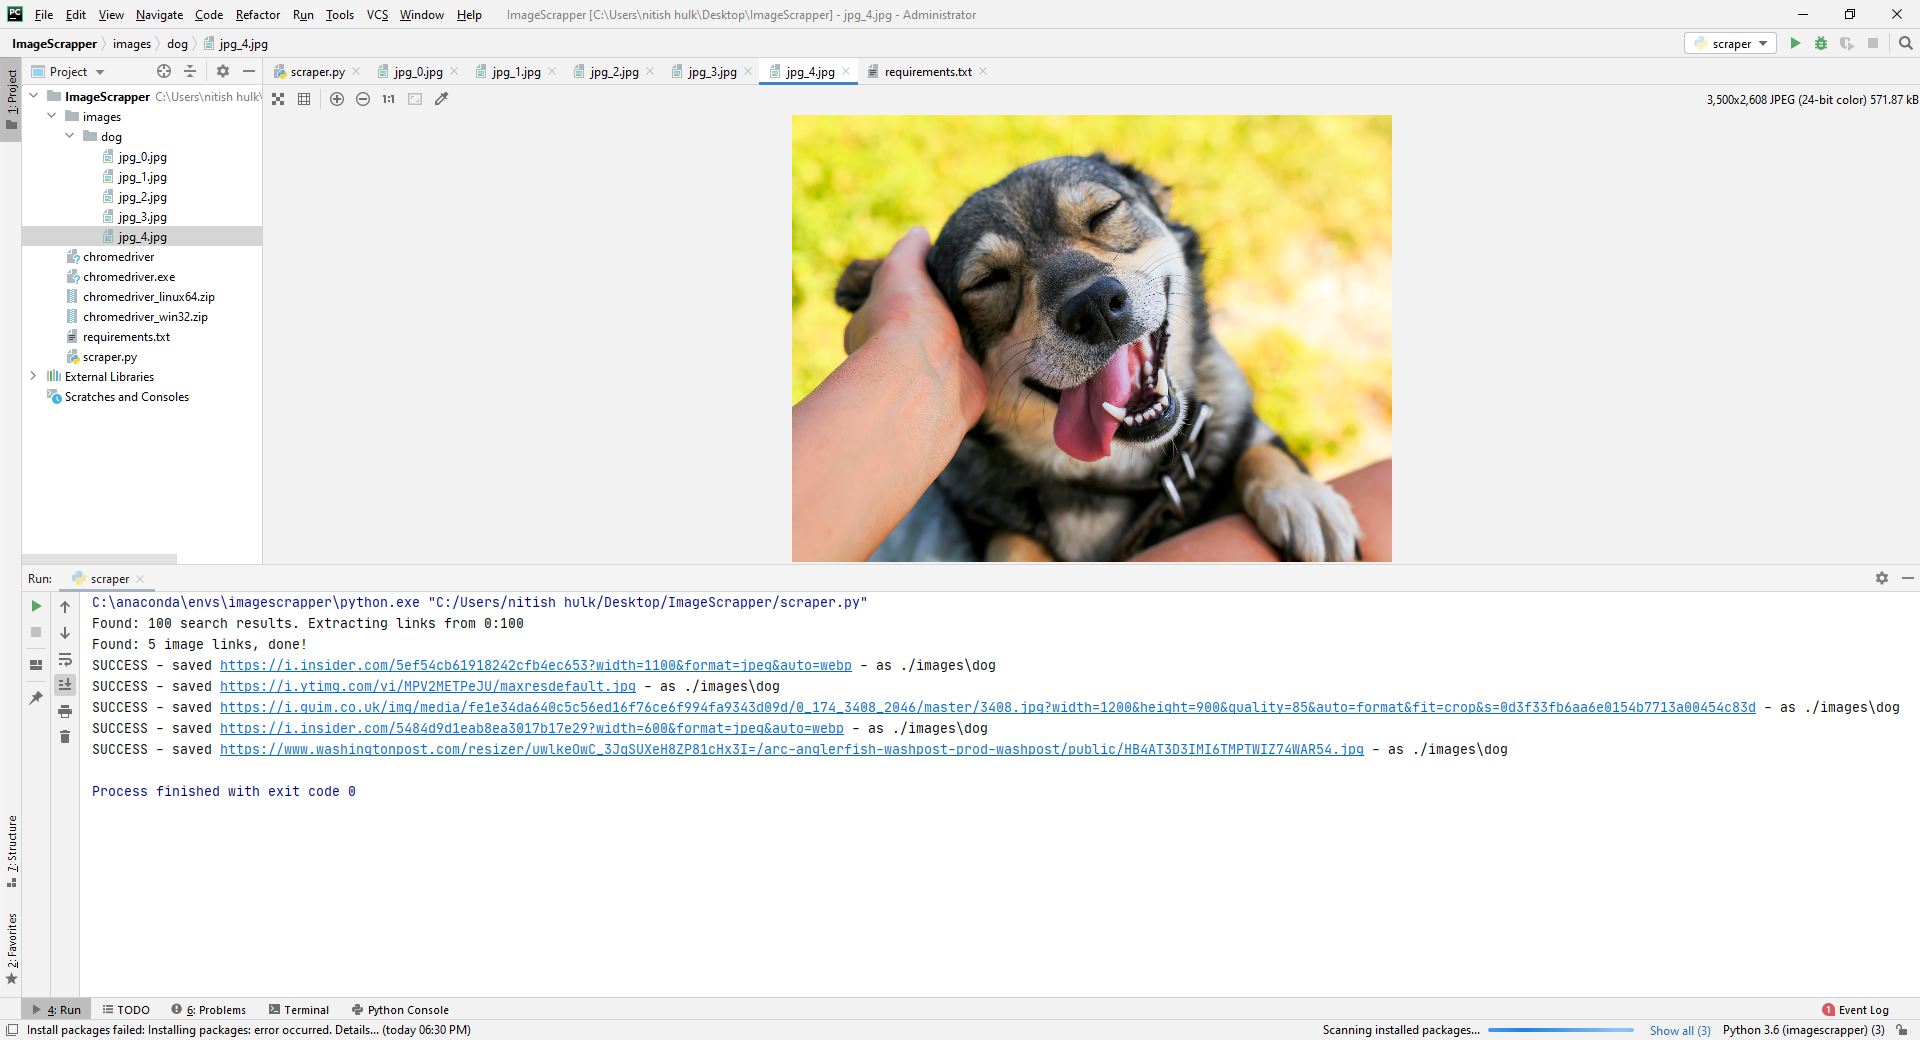 PC File Edit View Navigate Code Refactor Run Tools VCS Window Help ImageScrapper [C:\Users\nitish hulk\Desktop\ImageScrapper] - jpg_4.jpg - Administrator
ImageScrapper images dog jpg_4.jpg scraper
Project scraper.py jpg_0.jpg jpg_1.jpg jpg_2.jpg jpg_3.jpg jpg_4.jpg requirements.txt
1: Project
ImageScrapper C:\Users\nitish hulk\
1:1 3,500x2,608 JPEG (24-bit color) 571.87 kB
images
dog
jpg_0.jpg
jpg_1.jpg
jpg_2.jpg
jpg_3.jpg
jpg_4.jpg
chromedriver
chromedriver.exe
chromedriver_linux64.zip
chromedriver_win32.zip
requirements.txt
scraper.py
External Libraries
Scratches and Consoles
Run: scraper
C:\anaconda\envs\imagescrapper\python.exe "C:/Users/nitish hulk/Desktop/ImageScrapper/scraper.py"
Found: 100 search results. Extracting links from 0:100
Found: 5 image links, done!
SUCCESS - saved https://i.insider.com/5ef54cb61918242cfb4ec653?width=1100&format=jpeg&auto=webp - as ./images\dog
SUCCESS - saved https://i.ytimg.com/vi/MPV2METPeJU/maxresdefault.jpg - as ./images\dog
SUCCESS - saved https://i.guim.co.uk/img/media/fe1e34da640c5c56ed16f76ce6f994fa9343d09d/0_174_3408_2046/master/3408.jpg?width=1200&height=900&quality=85&auto=format&fit=crop&s=0d3f33fb6aa6e0154b7713a00454c83d - as ./images\dog
SUCCESS - saved https://i.insider.com/5484d9d1eab8ea3017b17e29?width=600&format=jpeg&auto=webp - as ./images\dog
SUCCESS - saved https://www.washingtonpost.com/resizer/uwlkeOwC_3JqSUXeH8ZP81cHx3I=/arc-anglerfish-washpost-prod-washpost/public/HB4AT3D3IMI6TMPTWIZ74WAR54.jpg - as ./images\dog
Process finished with exit code 0
7: Structure
2: Favorites
4: Run TODO 6: Problems Terminal Python Console 1 Event Log
Install packages failed: Installing packages: error occurred. Details... (today 06:30 PM) Scanning installed packages... Show all (3) Python 3.6 (imagescrapper) (3)